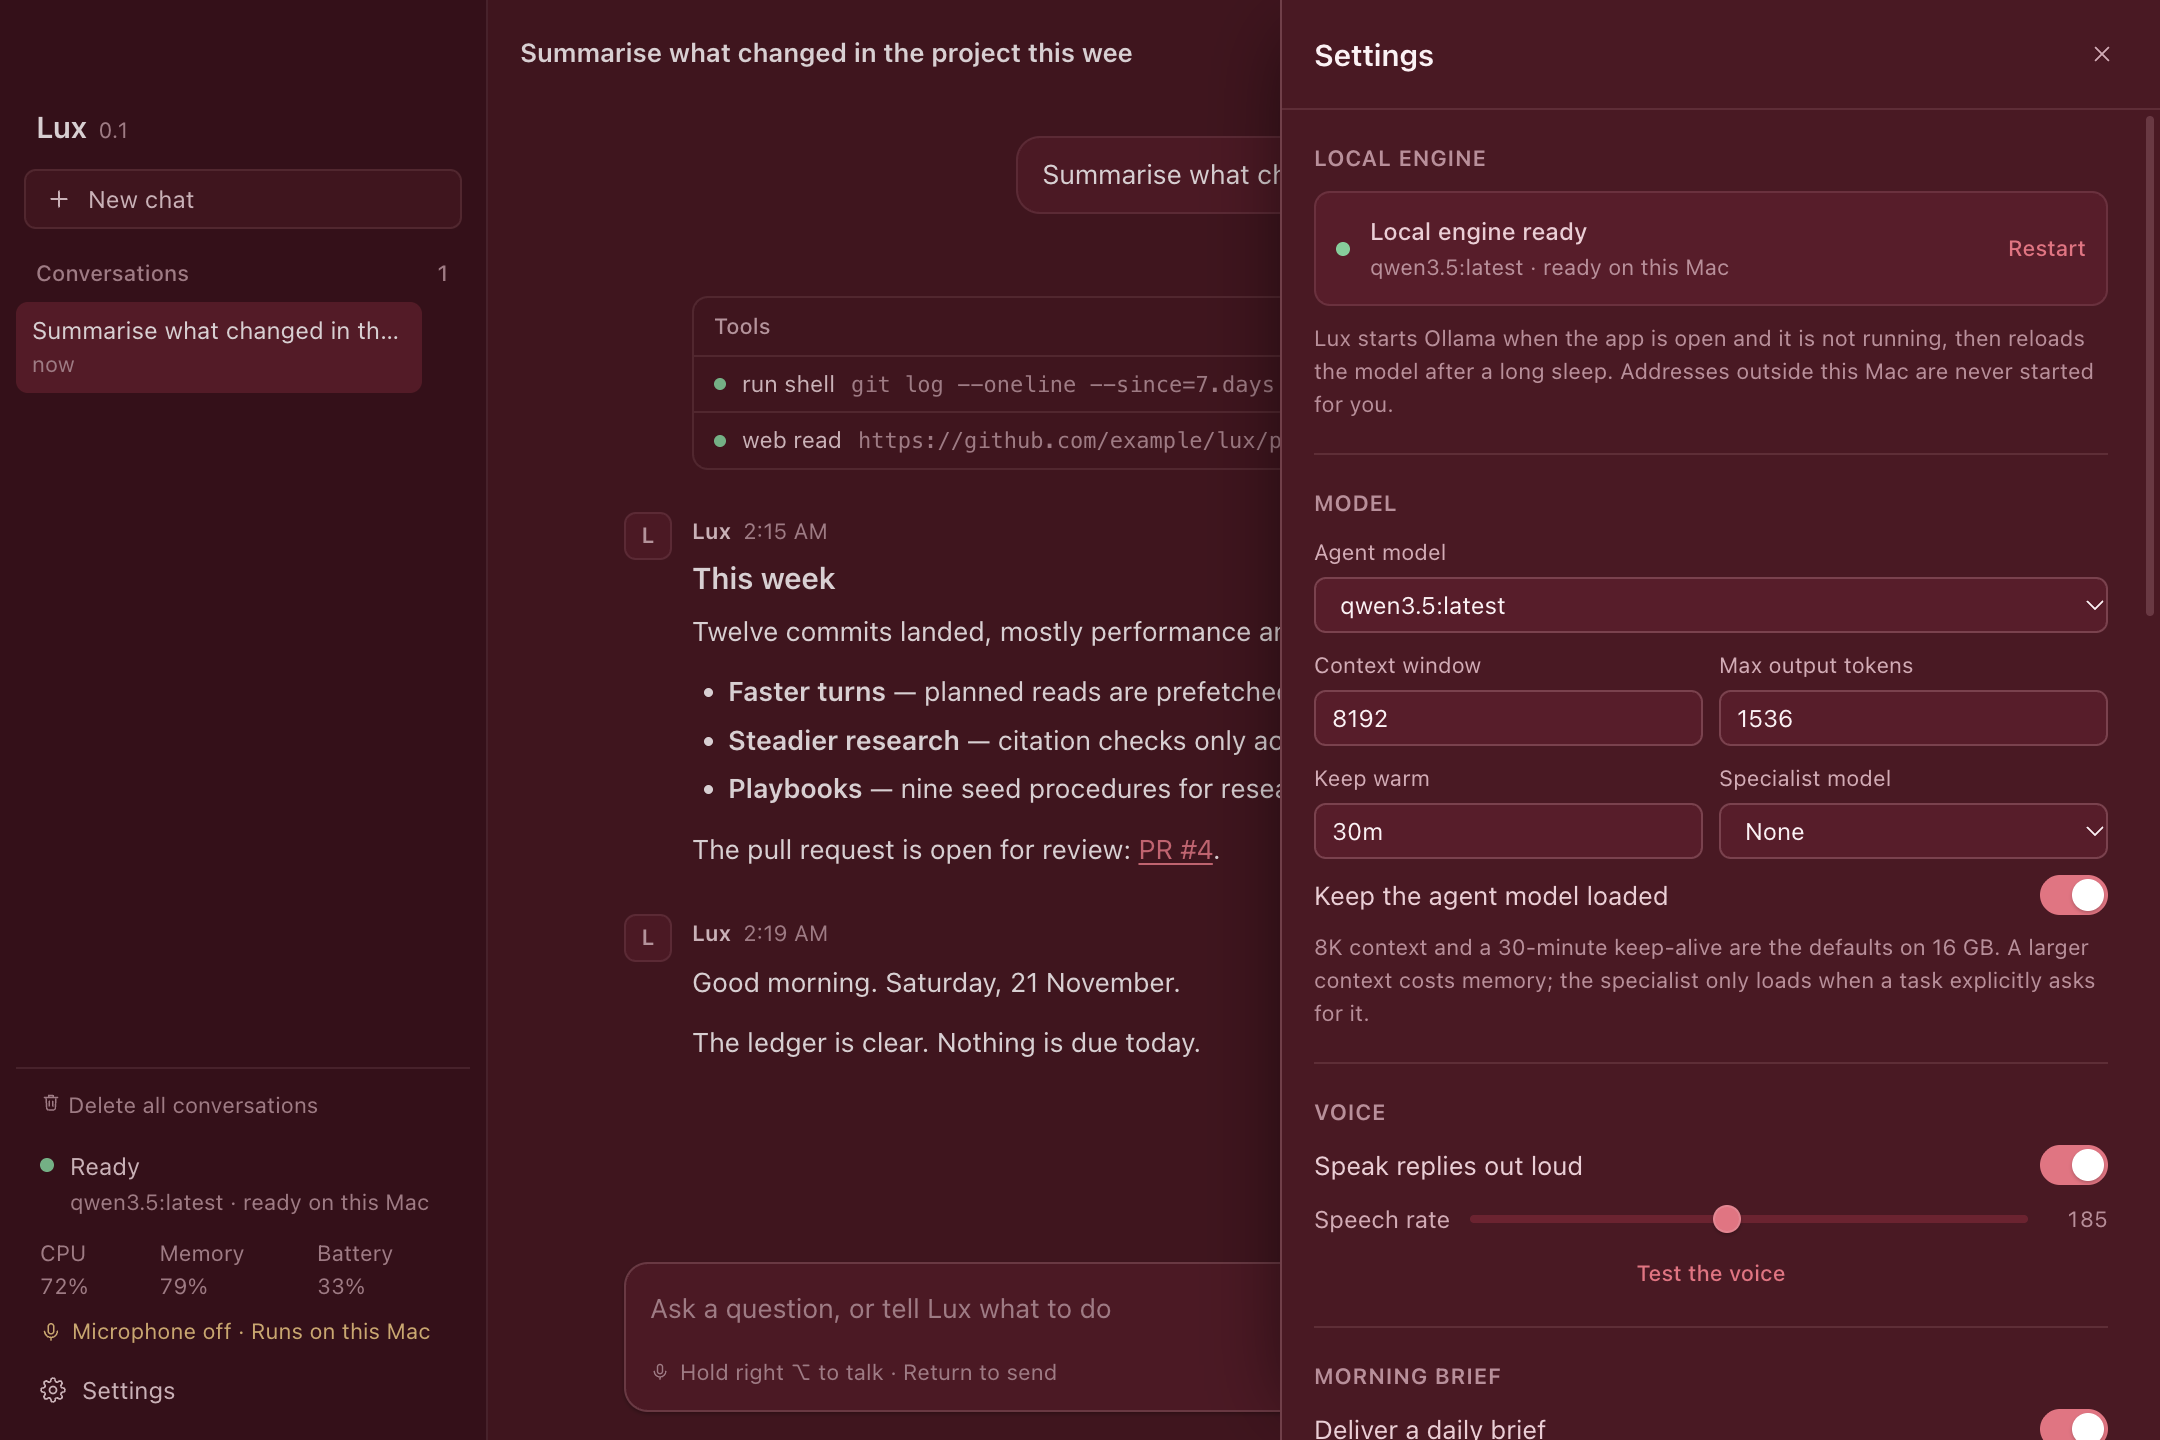 Lux 0.1
New chat
Conversations 1
Summarise what changed in th...
now
Delete all conversations
Ready
qwen3.5:latest · ready on this Mac
CPU Memory Battery
72% 79% 33%
Microphone off · Runs on this Mac
Settings
Summarise what changed in the project this wee
Summarise what ch
Tools
run shell git log --oneline --since=7.days
web read https://github.com/example/lux/p
L
Lux 2:15 AM
This week
Twelve commits landed, mostly performance an
• Faster turns — planned reads are prefetched
• Steadier research — citation checks only ac
• Playbooks — nine seed procedures for resea
The pull request is open for review: PR #4.
L
Lux 2:19 AM
Good morning. Saturday, 21 November.
The ledger is clear. Nothing is due today.
Ask a question, or tell Lux what to do
Hold right ⌥ to talk · Return to send
Settings
LOCAL ENGINE
Local engine ready
qwen3.5:latest · ready on this Mac
Restart
Lux starts Ollama when the app is open and it is not running, then reloads
the model after a long sleep. Addresses outside this Mac are never started
for you.
MODEL
Agent model
qwen3.5:latest
Context window Max output tokens
8192 1536
Keep warm Specialist model
30m None
Keep the agent model loaded
8K context and a 30-minute keep-alive are the defaults on 16 GB. A larger
context costs memory; the specialist only loads when a task explicitly asks
for it.
VOICE
Speak replies out loud
Speech rate 185
Test the voice
MORNING BRIEF
Deliver a daily brief